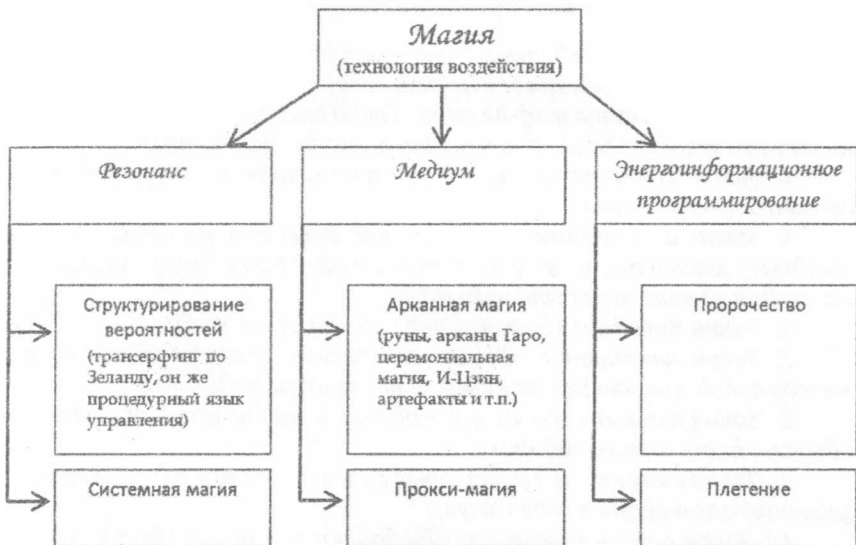 Магия
(технология воздействия)
Резонанс
Медиум
Энергоинформационное
программирование
Структурирование
вероятностей
(трансерфинг по
Зеланду, он же
процедурный язык
управления)
Арканная магия
(руны, арканы Таро,
церемониальная
магия, И-Цзин,
артефакты и т.п.)
Пророчество
Системная магия
Прокси-магия
Плетение